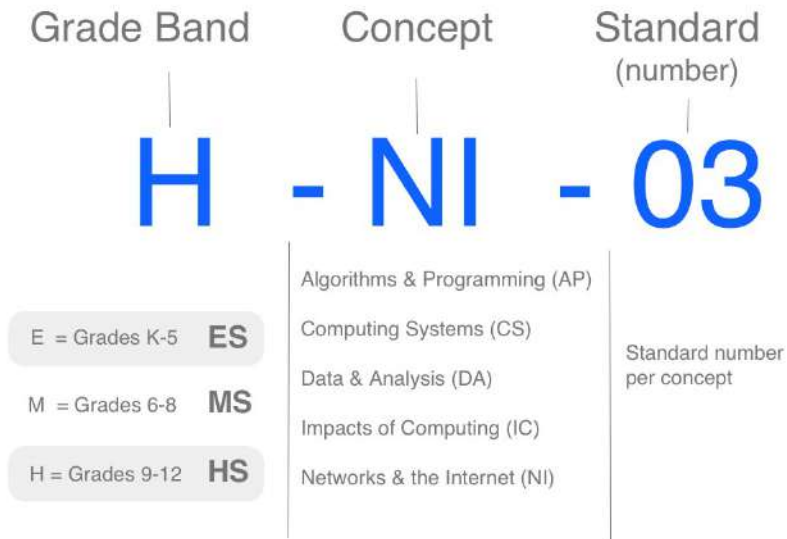 Grade Band
Concept
Standard
(number)
H - NI - 03
E = Grades K-5 ES
M = Grades 6-8 MS
H = Grades 9-12 HS
Algorithms & Programming (AP)
Computing Systems (CS)
Data & Analysis (DA)
Impacts of Computing (IC)
Networks & the Internet (NI)
Standard number
per concept